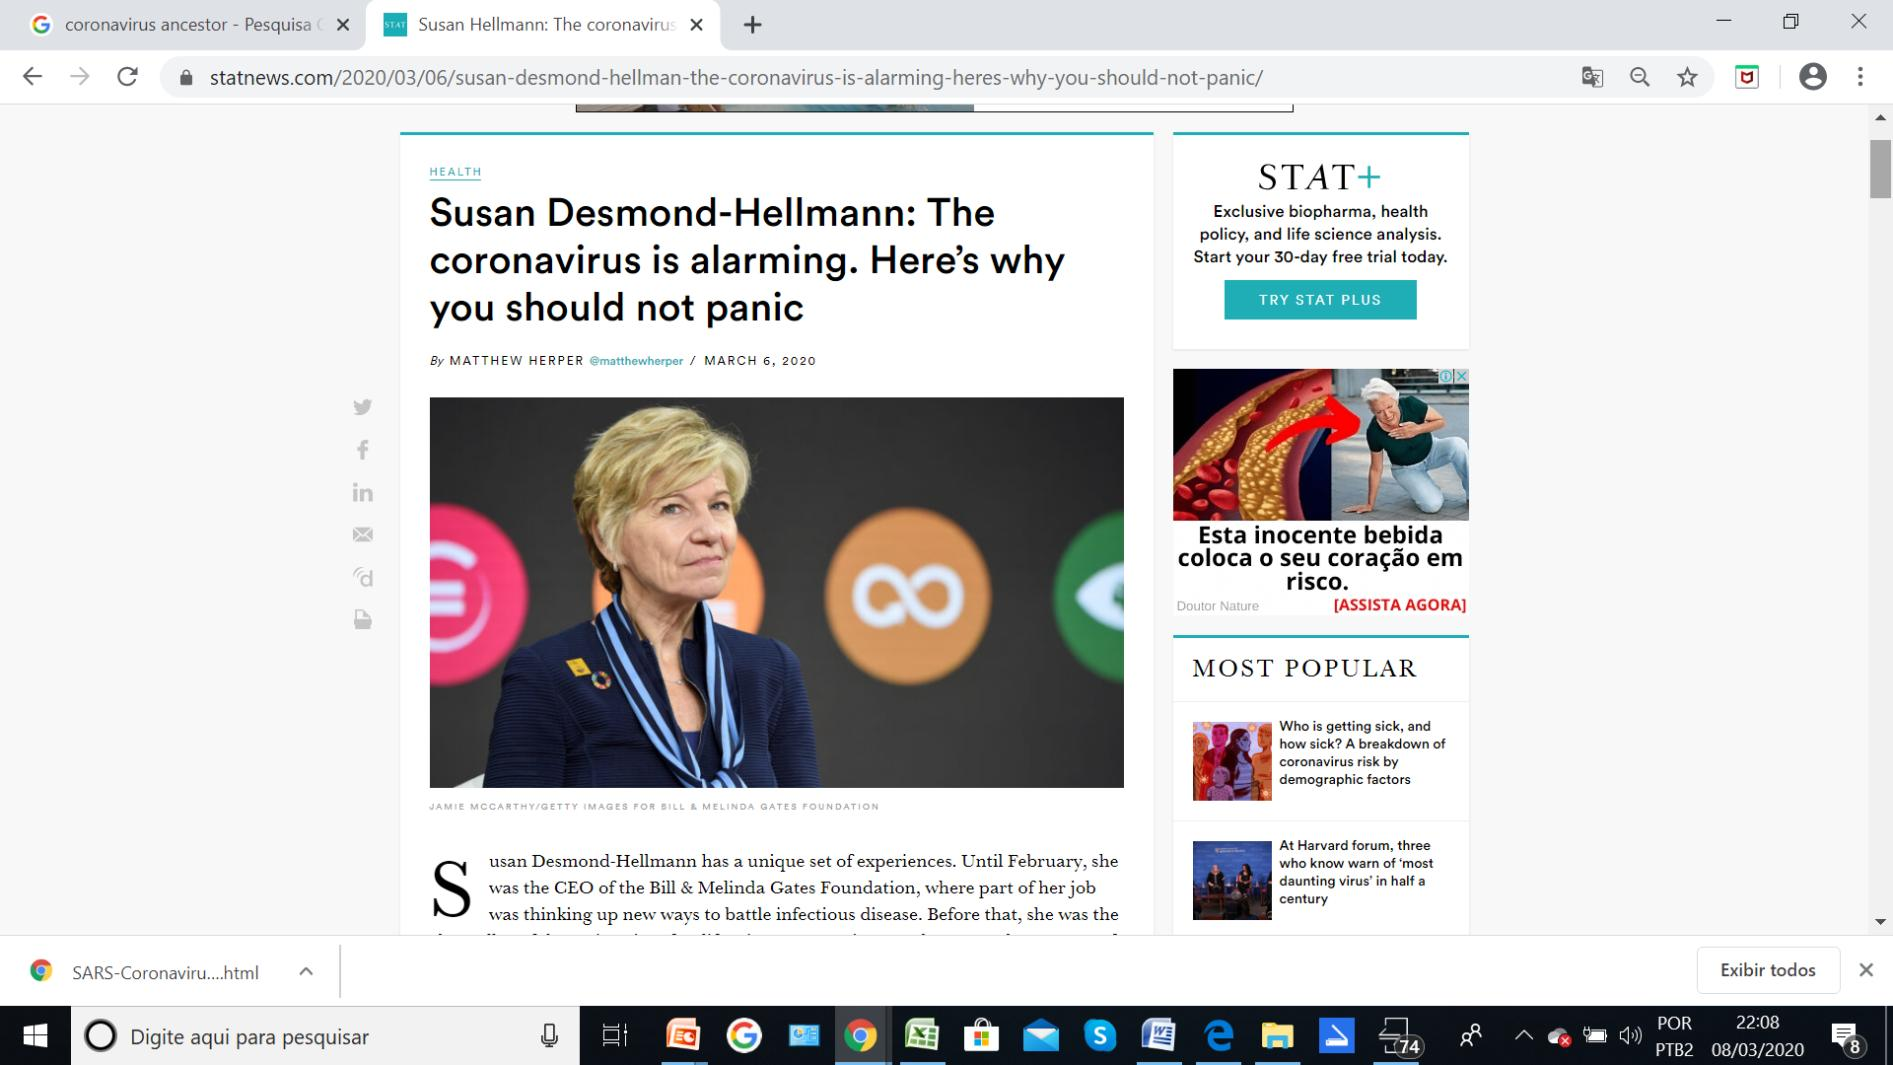 coronavirus ancestor - Pesquisa
Susan Hellmann: The coronavirus
statnews.com/2020/03/06/susan-desmond-hellman-the-coronavirus-is-alarming-heres-why-you-should-not-panic/
HEALTH
Susan Desmond-Hellmann: The
coronavirus is alarming. Here’s why
you should not panic
By MATTHEW HERPER @matthewherper / MARCH 6, 2020
JAMIE MCCARTHY/GETTY IMAGES FOR BILL & MELINDA GATES FOUNDATION
Susan Desmond-Hellmann has a unique set of experiences. Until February, she
was the CEO of the Bill & Melinda Gates Foundation, where part of her job
was thinking up new ways to battle infectious disease. Before that, she was the
STAT+
Exclusive biopharma, health
policy, and life science analysis.
Start your 30-day free trial today.
TRY STAT PLUS
Esta inocente bebida
coloca o seu coração em
risco.
Doutor Nature
[ASSISTA AGORA]
MOST POPULAR
Who is getting sick, and
how sick? A breakdown of
coronavirus risk by
demographic factors
At Harvard forum, three
who know warn of ‘most
daunting virus’ in half a
century
SARS-Coronaviru....html
Exibir todos
Digite aqui para pesquisar
74
POR
PTB2
22:08
08/03/2020
8